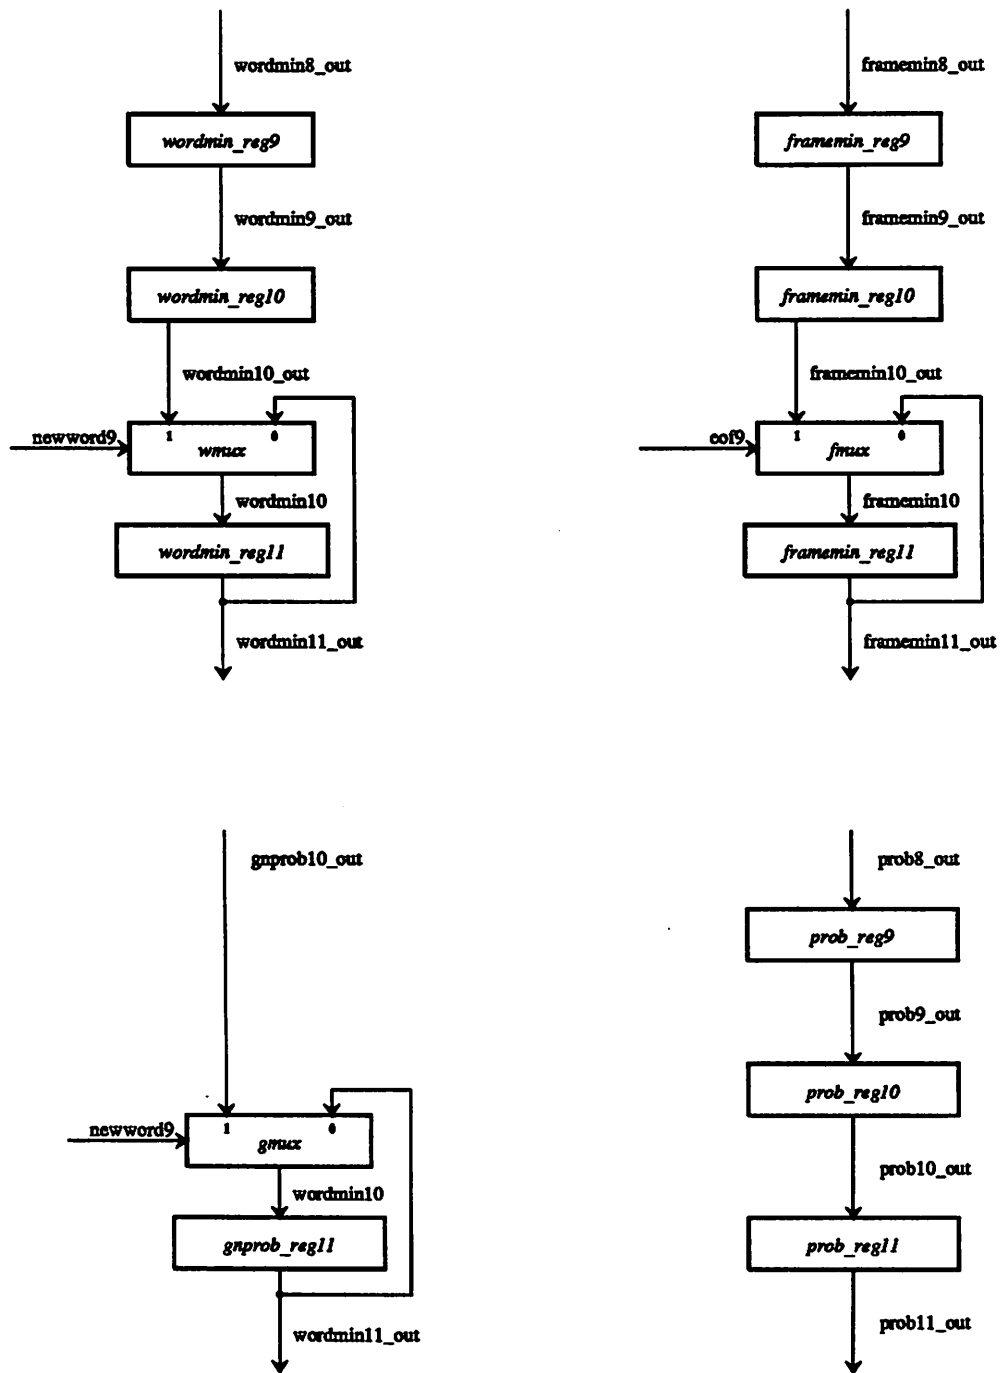 wordmin8_out
framemin8_out
wordmin_reg9
framemin_reg9
wordmin9_out
framemin9_out
wordmin_reg10
framemin_reg10
wordmin10_out
framemin10_out
newword9
1
0
wmux
eof9
1
0
fmux
wordmin10
framemin10
wordmin_reg11
framemin_reg11
wordmin11_out
framemin11_out
gnprob10_out
prob8_out
prob_reg9
prob9_out
prob_reg10
newword9
1
0
gmux
prob10_out
wordmin10
gnprob_reg11
prob_reg11
wordmin11_out
prob11_out